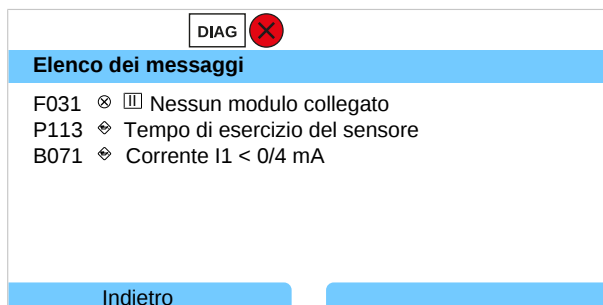 DIAG
Elenco dei messaggi
F031 ⊗ II Nessun modulo collegato
P113 Tempo di esercizio del sensore
B071 Corrente I1 < 0/4 mA
Indietro